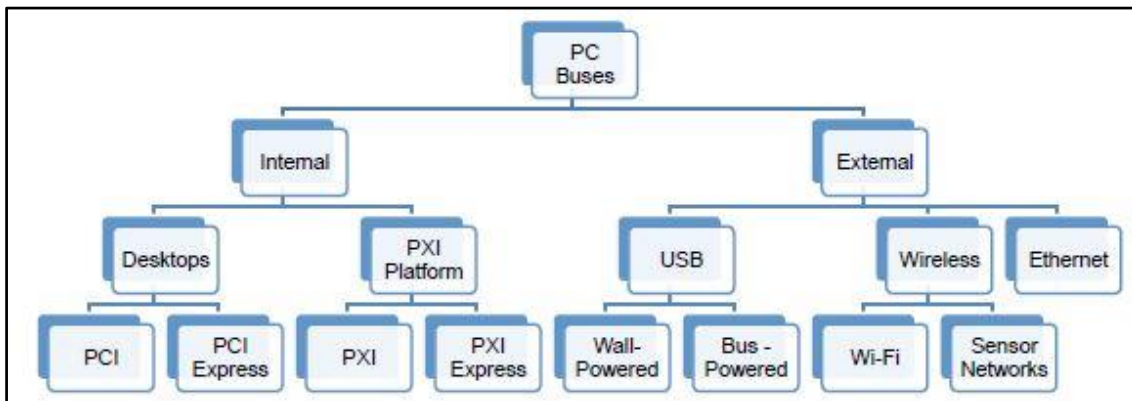 PC
Buses
Internal
External
Desktops
PXI
Platform
USB
Wireless
Ethernet
PCI
PCI
Express
PXI
PXI
Express
Wall-
Powered
Bus -
Powered
Wi-Fi
Sensor
Networks